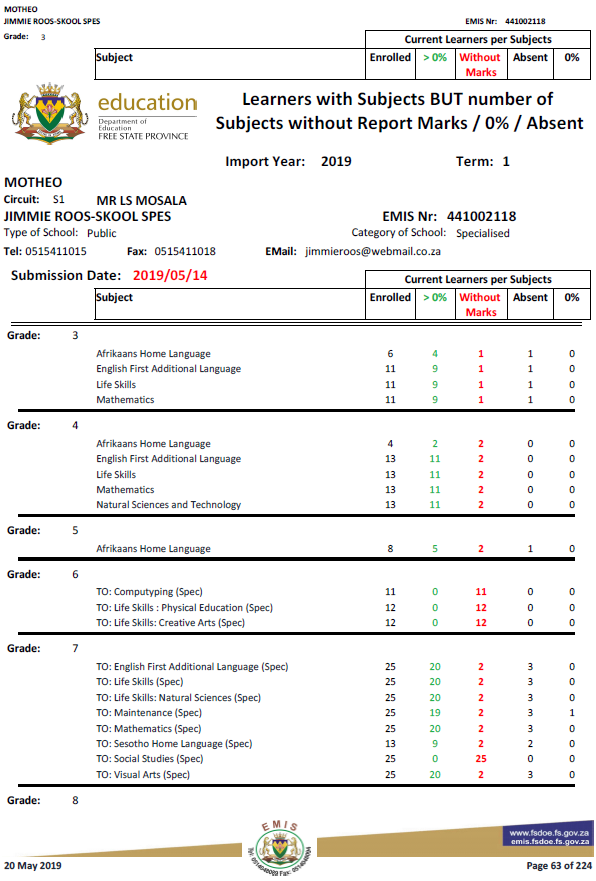 MOTHEO
JIMMIE ROOS-SKOOL SPES EMIS Nr: 441002118
Grade: 3 Current Learners per Subjects
Subject Enrolled > 0% Without Marks Absent 0%
education
Department of
Education
FREE STATE PROVINCE
Learners with Subjects BUT number of
Subjects without Report Marks / 0% / Absent
Import Year: 2019 Term: 1
MOTHEO
Circuit: S1 MR LS MOSALA
JIMMIE ROOS-SKOOL SPES EMIS Nr: 441002118
Type of School: Public Category of School: Specialised
Tel: 0515411015 Fax: 0515411018 EMail: jimmieroos@webmail.co.za
Submission Date: 2019/05/14 Current Learners per Subjects
Subject Enrolled > 0% Without Marks Absent 0%
Grade: 3
Afrikaans Home Language 6 4 1 1 0
English First Additional Language 11 9 1 1 0
Life Skills 11 9 1 1 0
Mathematics 11 9 1 1 0
Grade: 4
Afrikaans Home Language 4 2 2 0 0
English First Additional Language 13 11 2 0 0
Life Skills 13 11 2 0 0
Mathematics 13 11 2 0 0
Natural Sciences and Technology 13 11 2 0 0
Grade: 5
Afrikaans Home Language 8 5 2 1 0
Grade: 6
TO: Computyping (Spec) 11 0 11 0 0
TO: Life Skills : Physical Education (Spec) 12 0 12 0 0
TO: Life Skills: Creative Arts (Spec) 12 0 12 0 0
Grade: 7
TO: English First Additional Language (Spec) 25 20 2 3 0
TO: Life Skills (Spec) 25 20 2 3 0
TO: Life Skills: Natural Sciences (Spec) 25 20 2 3 0
TO: Maintenance (Spec) 25 19 2 3 1
TO: Mathematics (Spec) 25 20 2 3 0
TO: Sesotho Home Language (Spec) 13 9 2 2 0
TO: Social Studies (Spec) 25 0 25 0 0
TO: Visual Arts (Spec) 25 20 2 3 0
Grade: 8
EMIS
www.fsdoe.fs.gov.za
emis.fs.gov.za
20 May 2019 Page 63 of 224